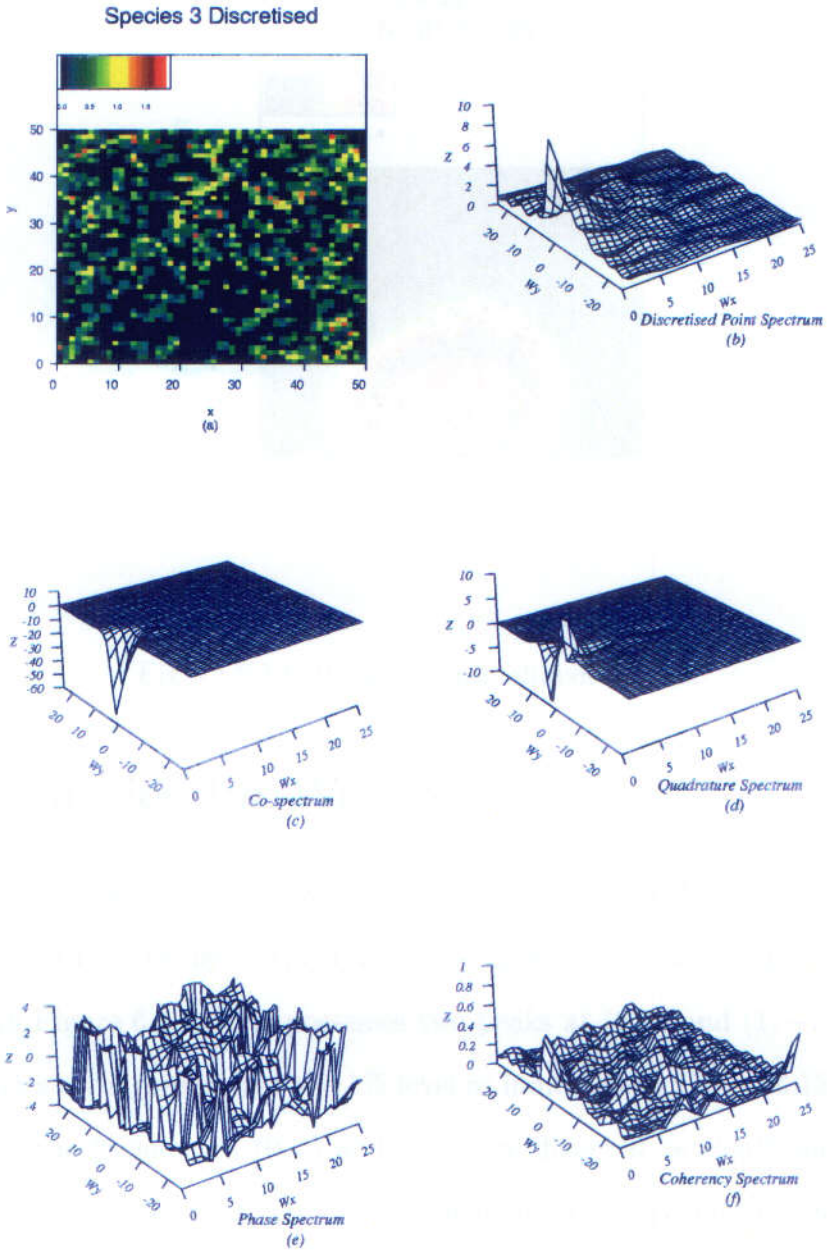 Species 3 Discretised
0.0 0.5 1.0 1.5
50
40
30
20
10
0
y
0 10 20 30 40 50
x
(a)
10
8
6
4
2
0
Z
20
10
0
-10
-20
Wy
0 5 10 15 20 25
Wx
Discretised Point Spectrum
(b)
10
0
-10
-20
-30
-40
-50
-60
Z
20
10
0
-10
-20
Wy
0 5 10 15 20 25
Wx
Co-spectrum
(c)
10
5
0
-5
-10
Z
20
10
0
-10
-20
Wy
0 5 10 15 20 25
Wx
Quadrature Spectrum
(d)
4
2
0
-2
-4
Z
20
10
0
-10
-20
Wy
0 5 10 15 20 25
Wx
Phase Spectrum
(e)
1
0.8
0.6
0.4
0.2
0
Z
20
10
0
-10
-20
Wy
0 5 10 15 20 25
Wx
Coherency Spectrum
(f)